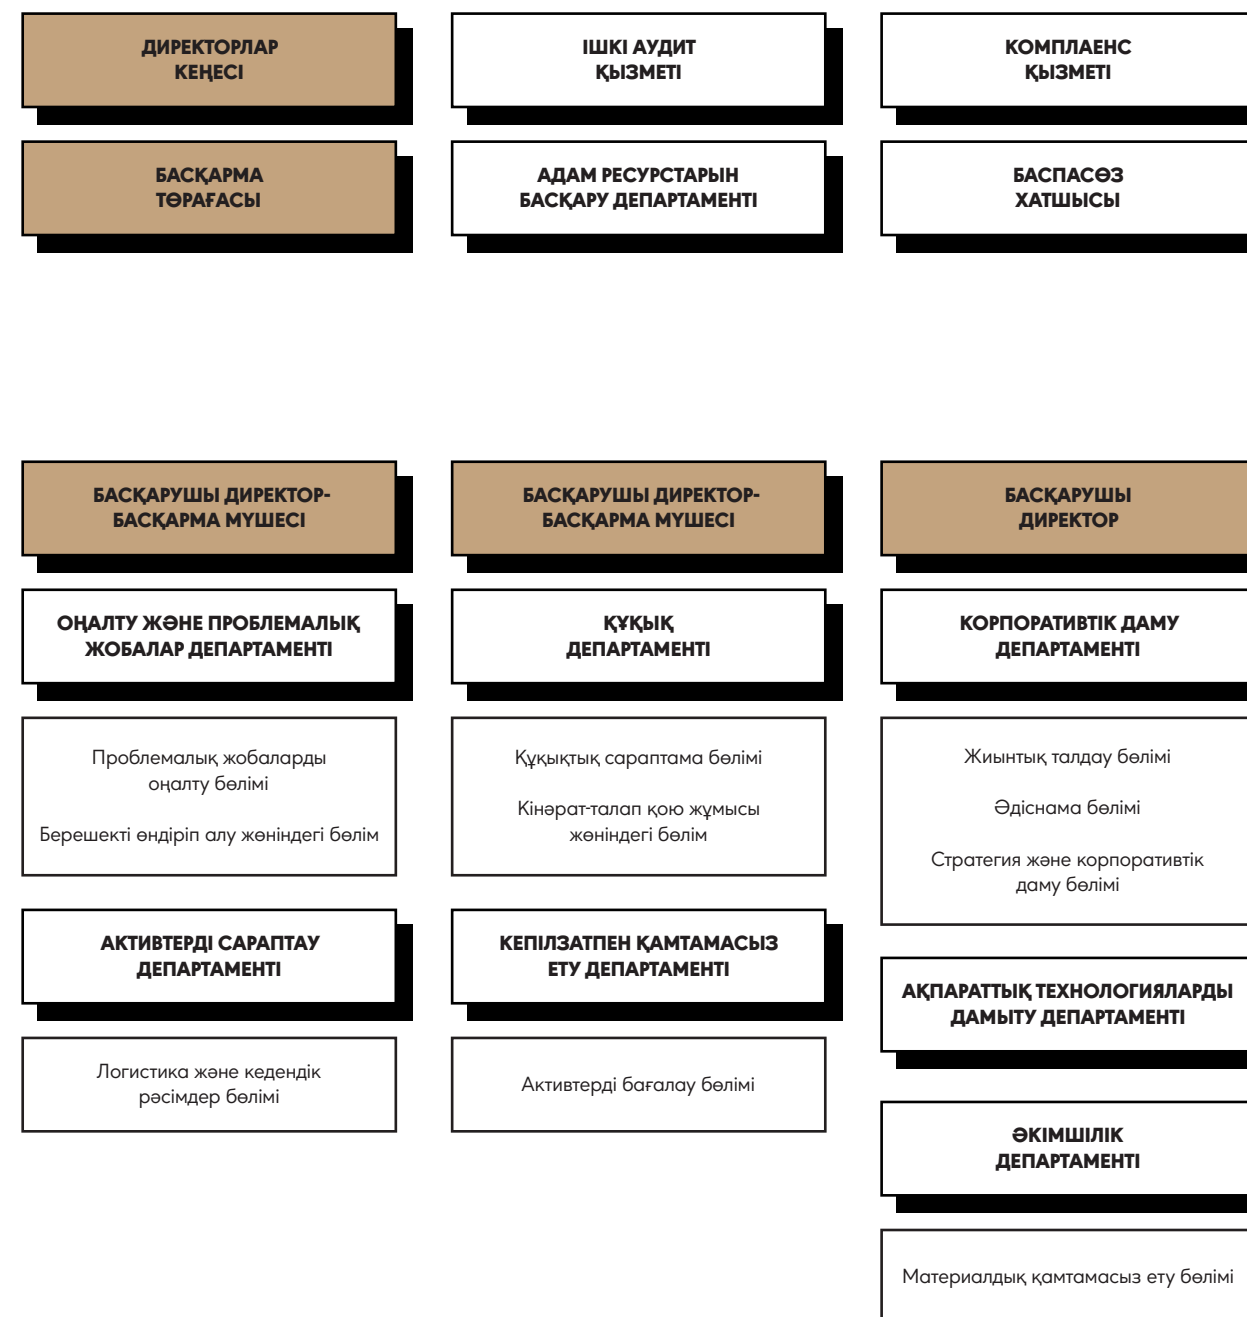 ДИРЕКТОРЛАР
КЕҢЕСІ
ІШКІ АУДИТ
ҚЫЗМЕТІ
КОМПЛАЕНС
ҚЫЗМЕТІ
БАСҚАРМА
ТӨРАҒАСЫ
АДАМ РЕСУРСТАРЫН
БАСҚАРУ ДЕПАРТАМЕНТІ
БАСПАСӨЗ
ХАТШЫСЫ
БАСҚАРУШЫ ДИРЕКТОР-
БАСҚАРМА МҮШЕСІ
ОҢАЛТУ ЖӘНЕ ПРОБЛЕМАЛЫҚ
ЖОБАЛАР ДЕПАРТАМЕНТІ
Проблемалық жобаларды
оңалту бөлімі
Берешекті өндіріп алу жөніндегі бөлім
АКТИВТЕРДІ САРАПТАУ
ДЕПАРТАМЕНТІ
Логистика және кедендік
рәсімдер бөлімі
БАСҚАРУШЫ ДИРЕКТОР-
БАСҚАРМА МҮШЕСІ
ҚҰҚЫҚ
ДЕПАРТАМЕНТІ
Құқықтық сараптама бөлімі
Кінәрат-талап қою жұмысы
жөніндегі бөлім
КЕПІЛЗАТПЕН ҚАМТАМАСЫЗ
ЕТУ ДЕПАРТАМЕНТІ
Активтерді бағалау бөлімі
БАСҚАРУШЫ
ДИРЕКТОР
КОРПОРАТИВТІК ДАМУ
ДЕПАРТАМЕНТІ
Жиынтық талдау бөлімі
Әдіснама бөлімі
Стратегия және корпоративтік
даму бөлімі
АҚПАРАТТЫҚ ТЕХНОЛОГИЯЛАРДЫ
ДАМЫТУ ДЕПАРТАМЕНТІ
ӘКІМШІЛІК
ДЕПАРТАМЕНТІ
Материалдық қамтамасыз ету бөлімі